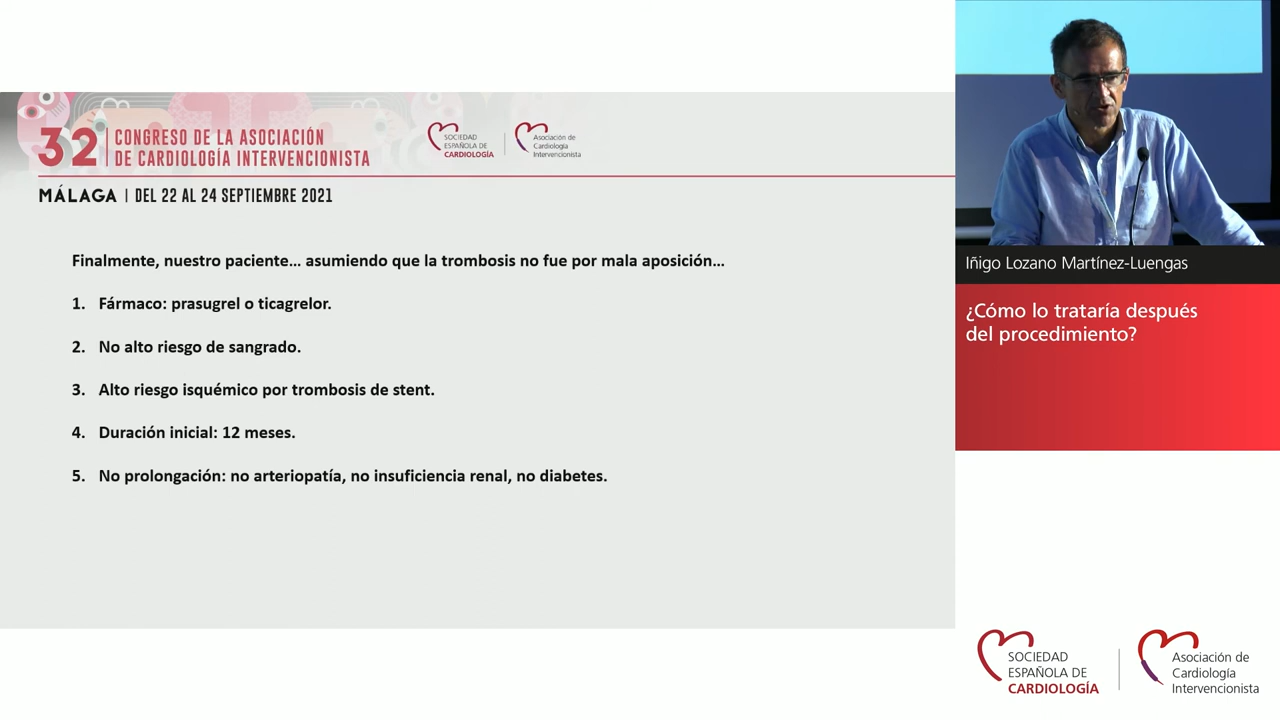 32
CONGRESO DE LA ASOCIACIÓN
DE CARDIOLOGÍA INTERVENCIONISTA
SOCIEDAD
ESPAÑOLA DE
CARDIOLOGÍA
Asociación de
Cardiología
Intervencionista
MÁLAGA | DEL 22 AL 24 SEPTIEMBRE 2021
Finalmente, nuestro paciente... asumiendo que la trombosis no fue por mala aposición...
1. Fármaco: prasugrel o ticagrelor.
2. No alto riesgo de sangrado.
3. Alto riesgo isquémico por trombosis de stent.
4. Duración inicial: 12 meses.
5. No prolongación: no arteriopatía, no insuficiencia renal, no diabetes.
Iñigo Lozano Martínez-Luengas
¿Cómo lo trataría después
del procedimiento?
SOCIEDAD
ESPAÑOLA DE
CARDIOLOGÍA
Asociación de
Cardiología
Intervencionista